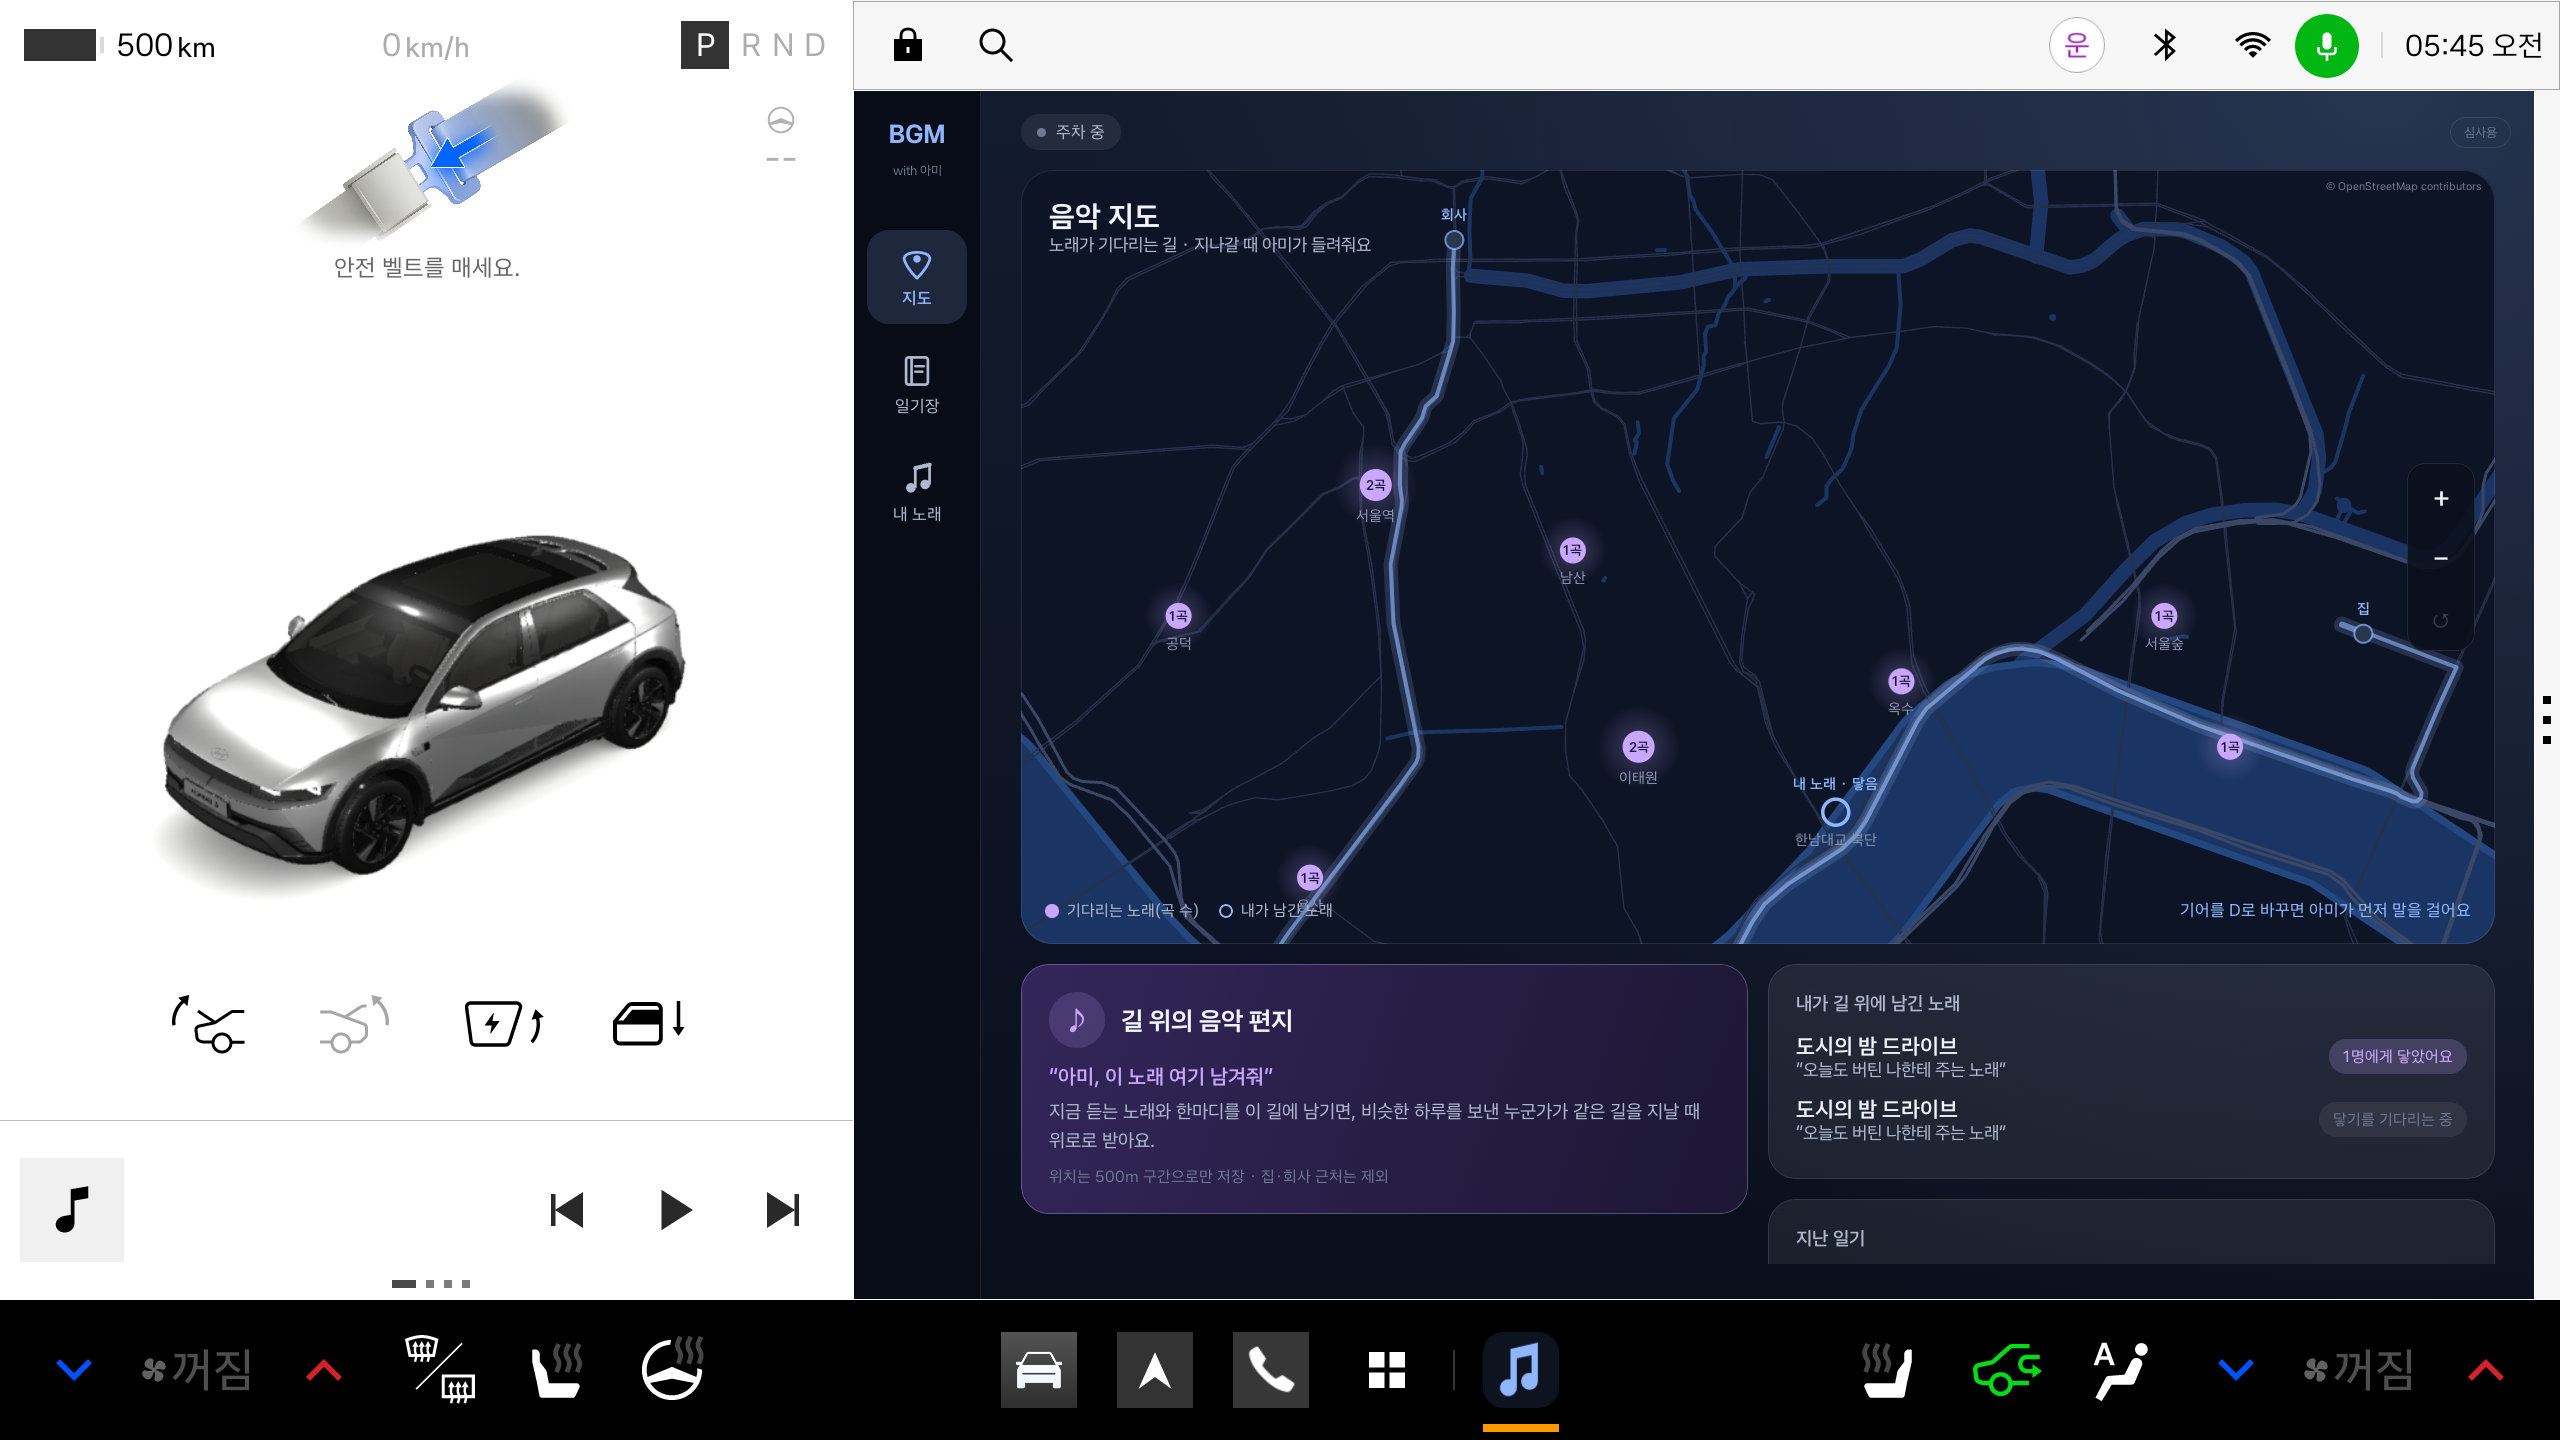 500 km
0 km/h
P R N D
안전 벨트를 매세요.
운
05:45 오전
BGM
with 아미
지도
일기장
내 노래
주차 중
심사용
음악 지도
노래가 기다리는 길 · 지나갈 때 아미가 들려줘요
© OpenStreetMap contributors
회사
2곡
서울역
1곡
남산
1곡
공덕
1곡
서울숲
집
1곡
옥수
2곡
이태원
1곡
내 노래 · 닿음
한남대교 북단
1곡
기다리는 노래(곡 수)
내가 남긴 노래
기어를 D로 바꾸면 아미가 먼저 말을 걸어요
+
−
길 위의 음악 편지
"아미, 이 노래 여기 남겨줘"
지금 듣는 노래와 한마디를 이 길에 남기면, 비슷한 하루를 보낸 누군가가 같은 길을 지날 때
위로로 받아요.
위치는 500m 구간으로만 저장 · 집·회사 근처는 제외
내가 길 위에 남긴 노래
도시의 밤 드라이브
"오늘도 버틴 나한테 주는 노래"
1명에게 닿았어요
도시의 밤 드라이브
"오늘도 버틴 나한테 주는 노래"
닿기를 기다리는 중
지난 일기
꺼짐
A
꺼짐